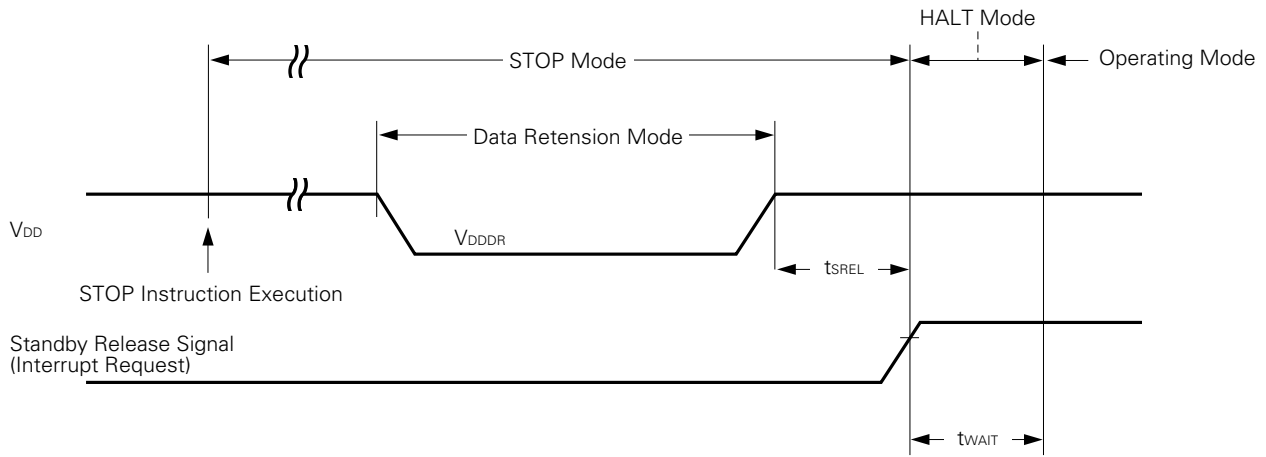 HALT Mode
STOP Mode
Operating Mode
Data Retension Mode
VDD
VDDDR
tSREL
STOP Instruction Execution
Standby Release Signal
(Interrupt Request)
tWAIT